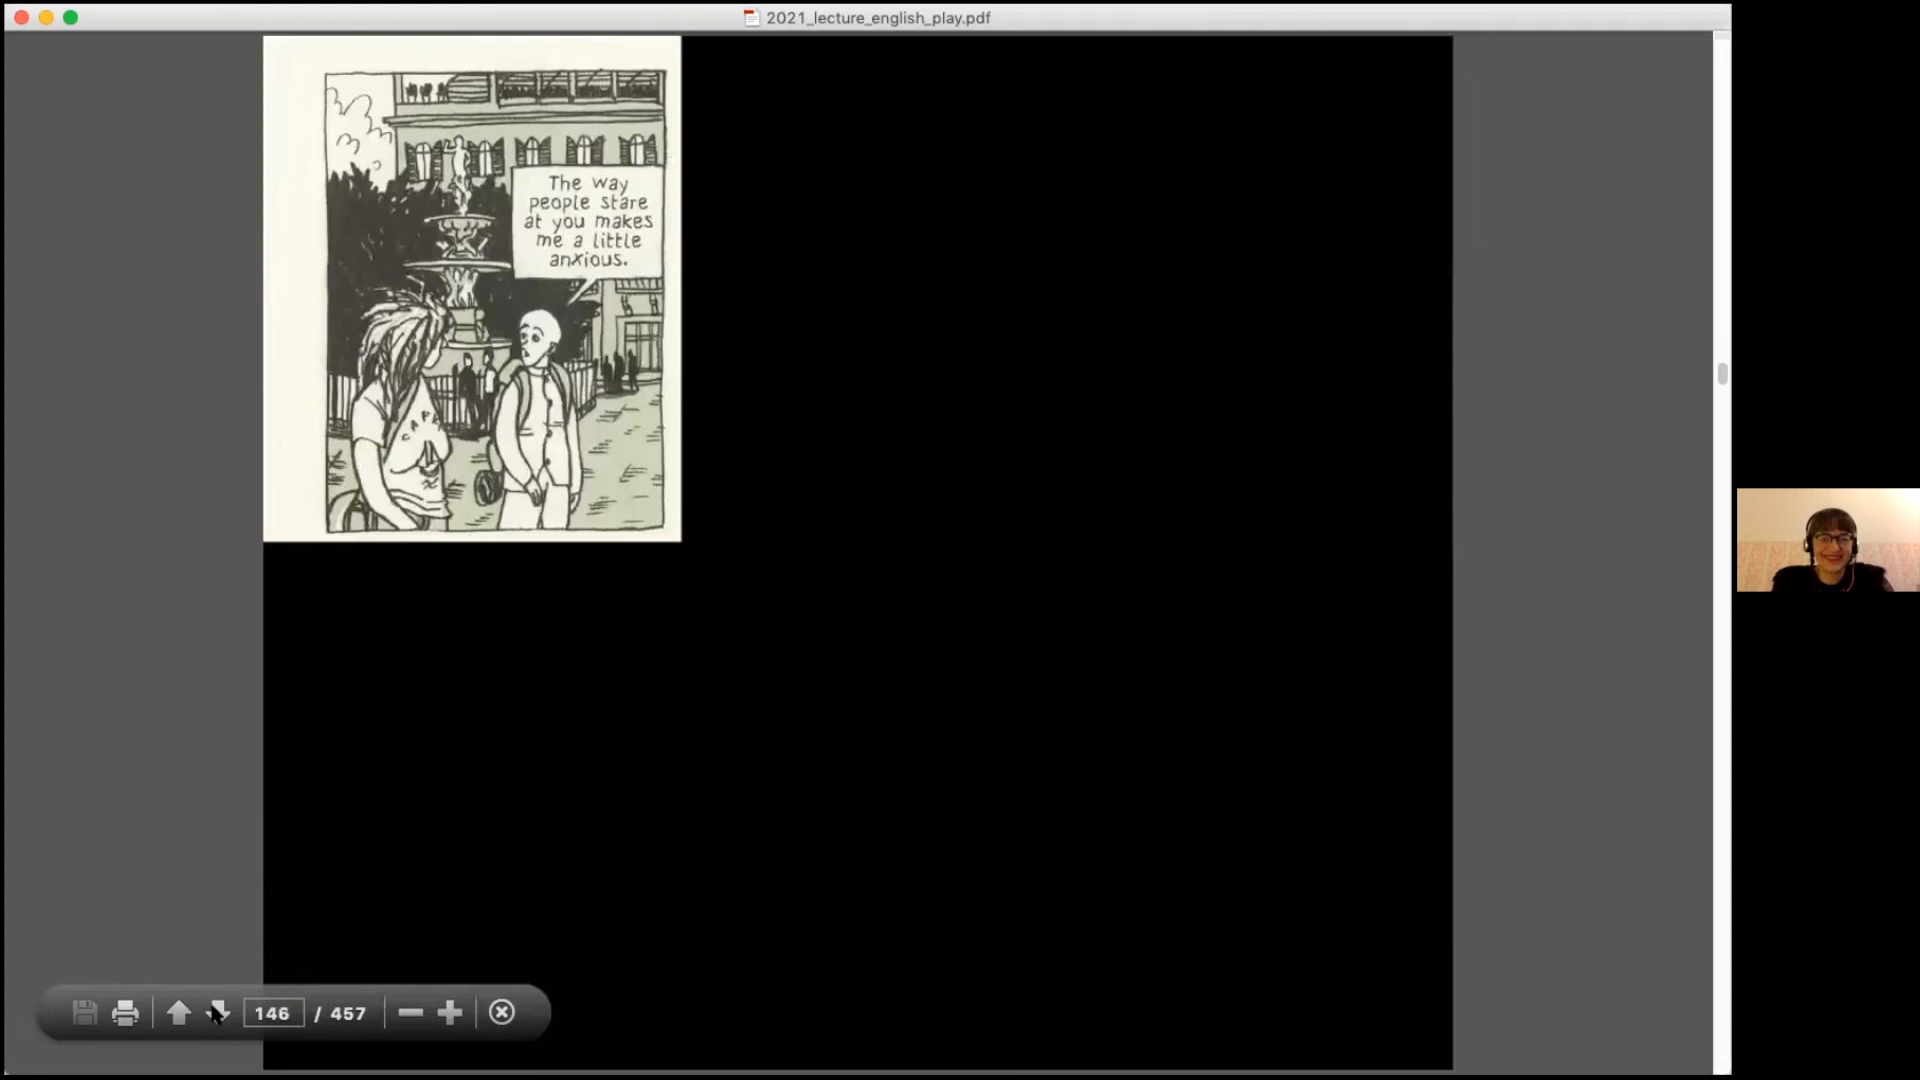 2021_lecture_english_play.pdf
The way
people stare
at you makes
me a little
anxious.
146 / 457